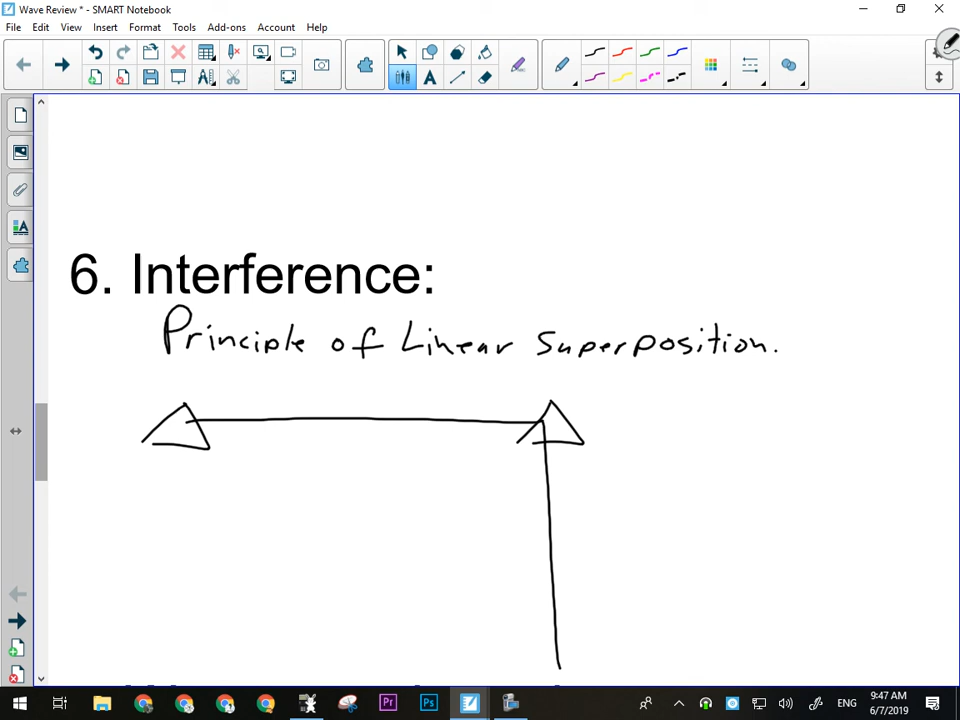 Wave Review * - SMART Notebook
File Edit View Insert Format Tools Add-ons Account Help
6. Interference:
Principle of Linear Superposition.
ENG
9:47 AM
6/7/2019